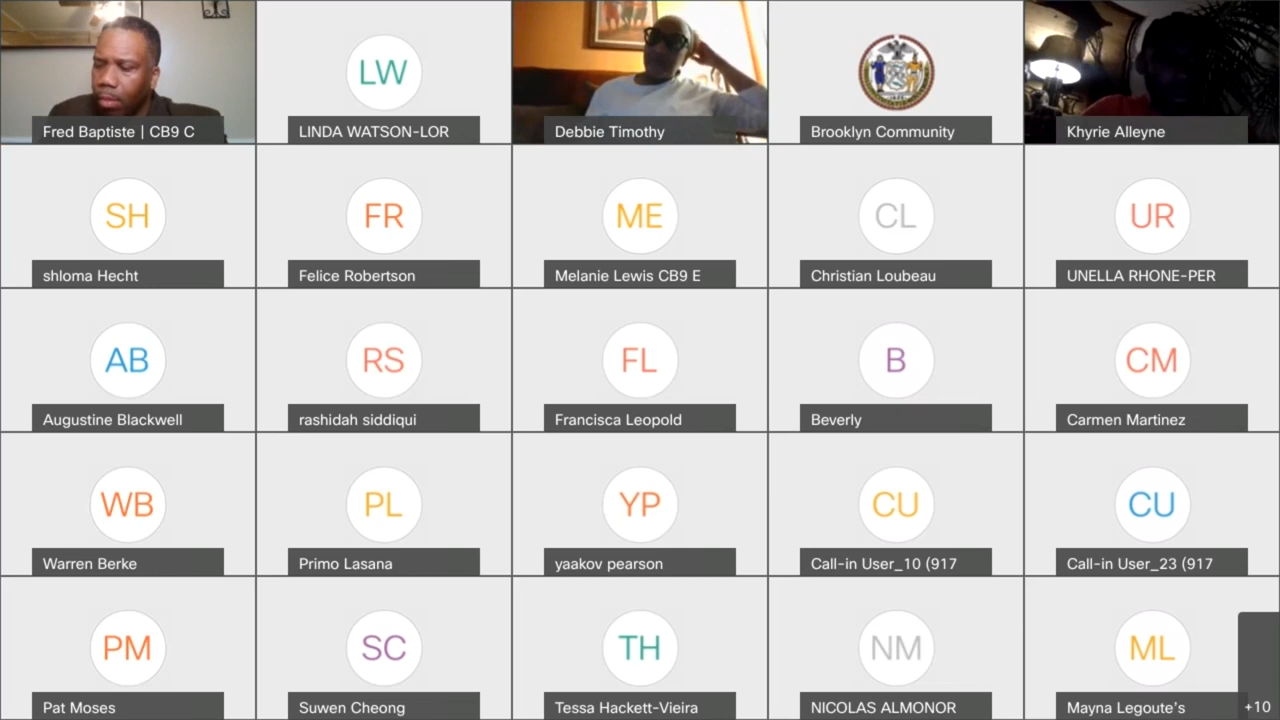 Fred Baptiste | CB9 C
LW
LINDA WATSON-LOR
Debbie Timothy
Brooklyn Community
Khyrie Alleyne
SH
shloma Hecht
FR
Felice Robertson
ME
Melanie Lewis CB9 E
CL
Christian Loubeau
UR
UNELLA RHONE-PER
AB
Augustine Blackwell
RS
rashidah siddiqui
FL
Francisca Leopold
B
Beverly
CM
Carmen Martinez
WB
Warren Berke
PL
Primo Lasana
YP
yaakov pearson
CU
Call-in User_10 (917
CU
Call-in User_23 (917
PM
Pat Moses
SC
Suwen Cheong
TH
Tessa Hackett-Vieira
NM
NICOLAS ALMONOR
ML
Mayna Legoute's
+10